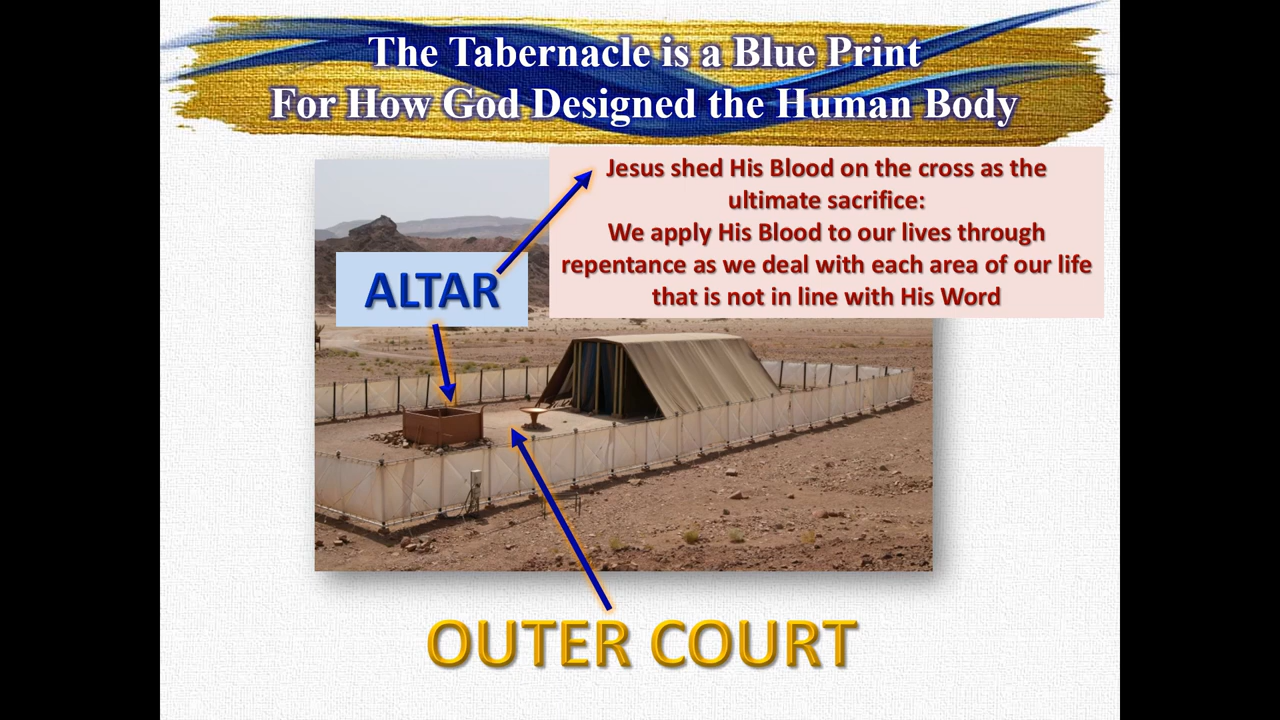 The Tabernacle is a Blue Print
For How God Designed the Human Body
Jesus shed His Blood on the cross as the
ultimate sacrifice:
We apply His Blood to our lives through
repentance as we deal with each area of our life
that is not in line with His Word
ALTAR
OUTER COURT